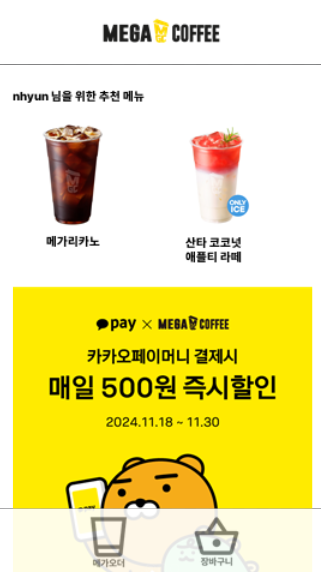 MEGA COFFEE
nhyun 님을 위한 추천 메뉴
메가리카노
ONLY
ICE
산타 코코넛
애플티 라떼
pay × MEGA COFFEE
카카오페이머니 결제시
매일 500원 즉시할인
2024.11.18 ~ 11.30
메가오더
장바구니